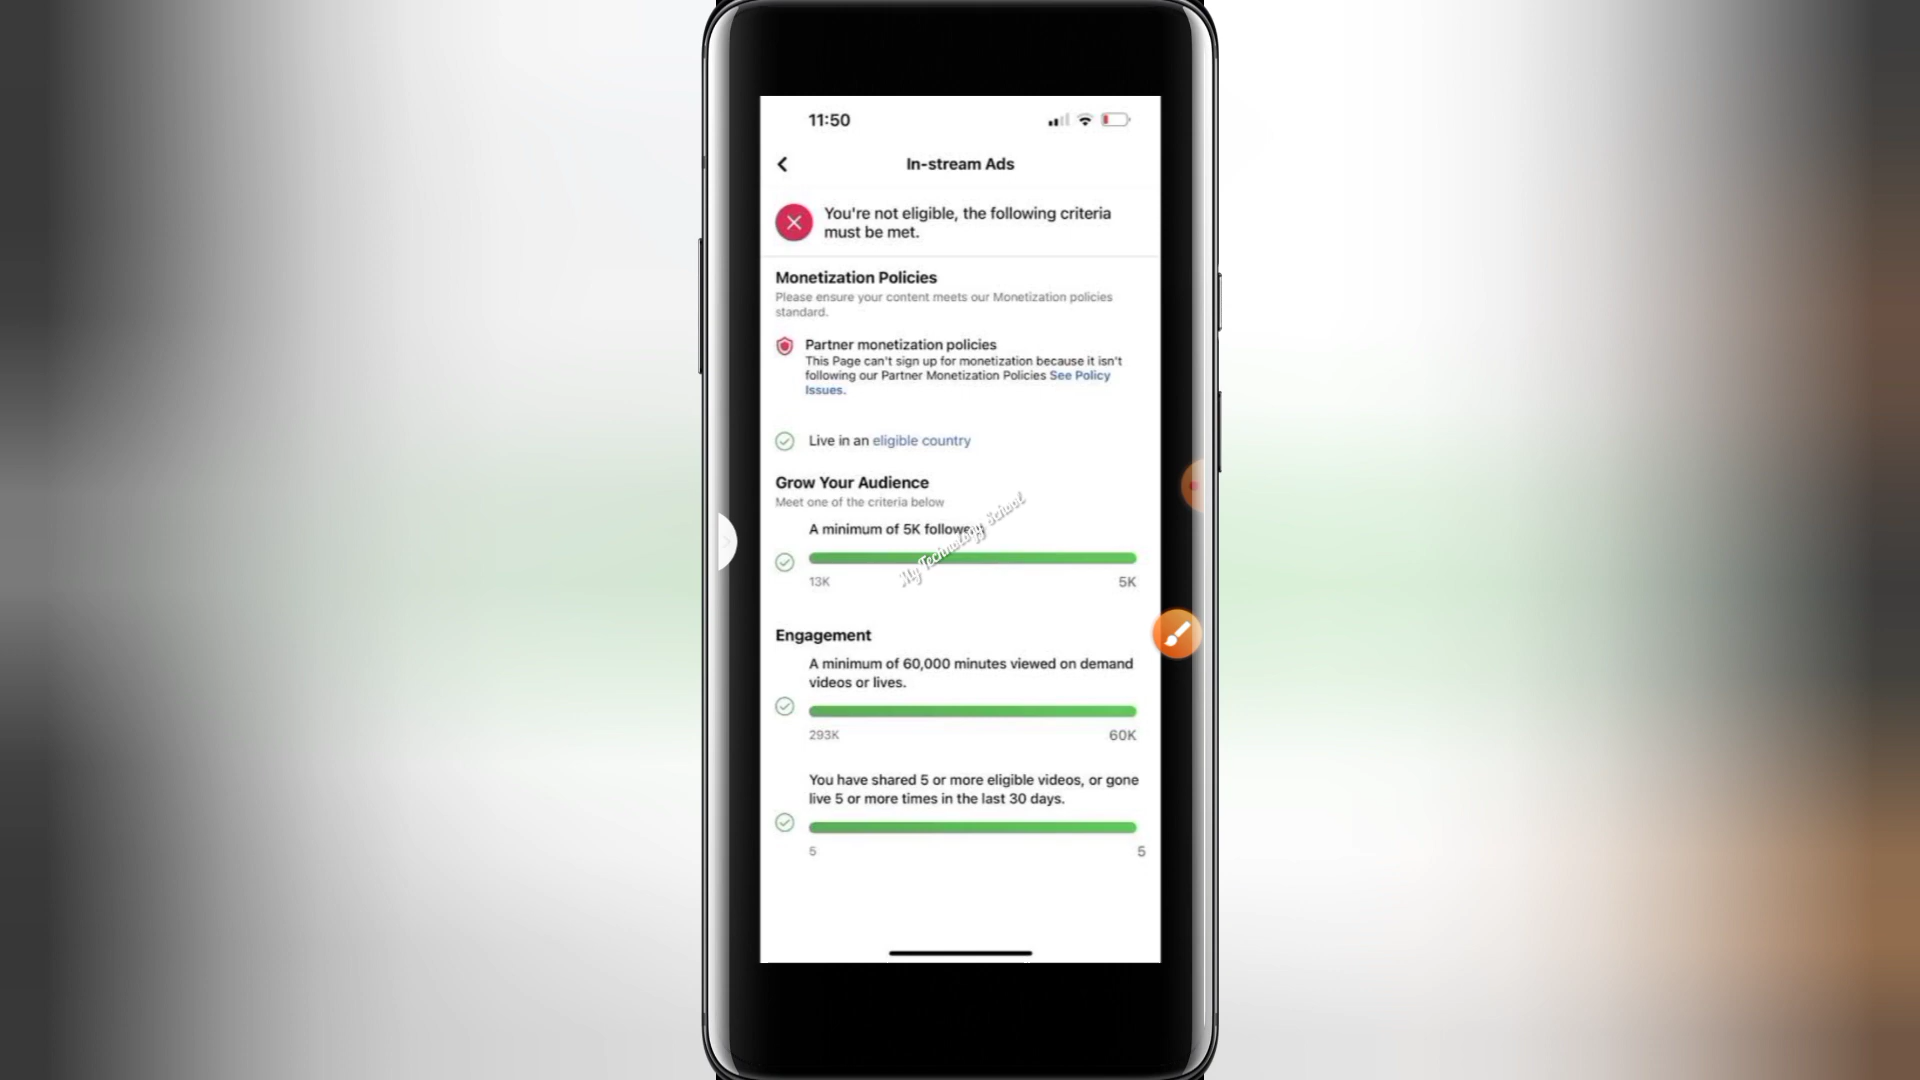 11:50
In-stream Ads
You're not eligible, the following criteria
must be met.
Monetization Policies
Please ensure your content meets our Monetization policies
standard.
Partner monetization policies
This Page can't sign up for monetization because it isn't
following our Partner Monetization Policies See Policy
Issues.
Live in an eligible country
Grow Your Audience
Meet one of the criteria below
A minimum of 5K followers
My Technology School
13K 5K
Engagement
A minimum of 60,000 minutes viewed on demand
videos or lives.
293K 60K
You have shared 5 or more eligible videos, or gone
live 5 or more times in the last 30 days.
5 5